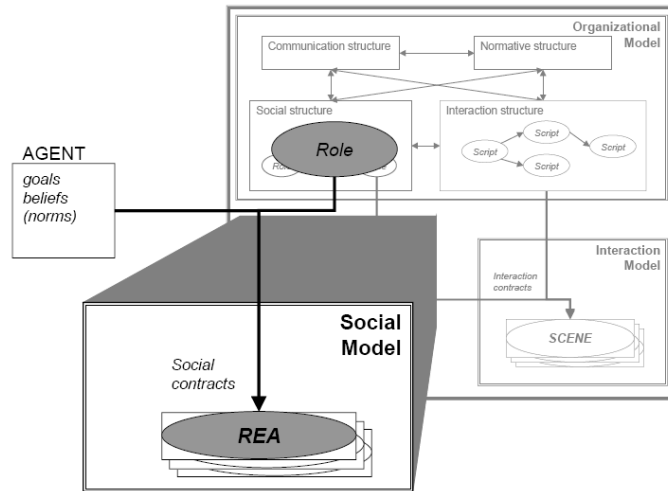 Organizational
Model
Communication structure
Normative structure
Social structure
Interaction structure
Role
Script
Script
Script
Script
AGENT
goals
beliefs
(norms)
Interaction
Model
Interaction
contracts
SCENE
Social
Model
Social
contracts
REA